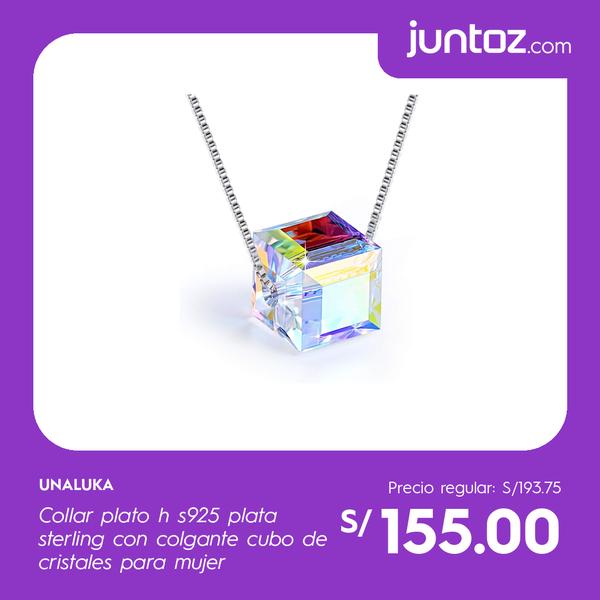 juntoz.com
UNALUKA
Collar plato h s925 plata
sterling con colgante cubo de
cristales para mujer
Precio regular: S/193.75
S/155.00